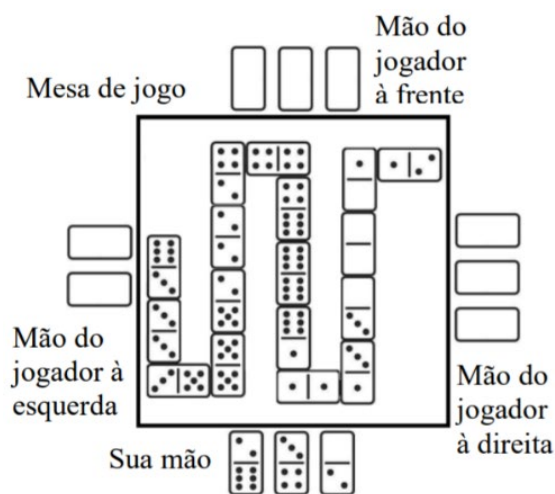 Mão do
jogador
à frente
Mesa de jogo
Mão do
jogador à
esquerda
Mão do
jogador
à direita
Sua mão